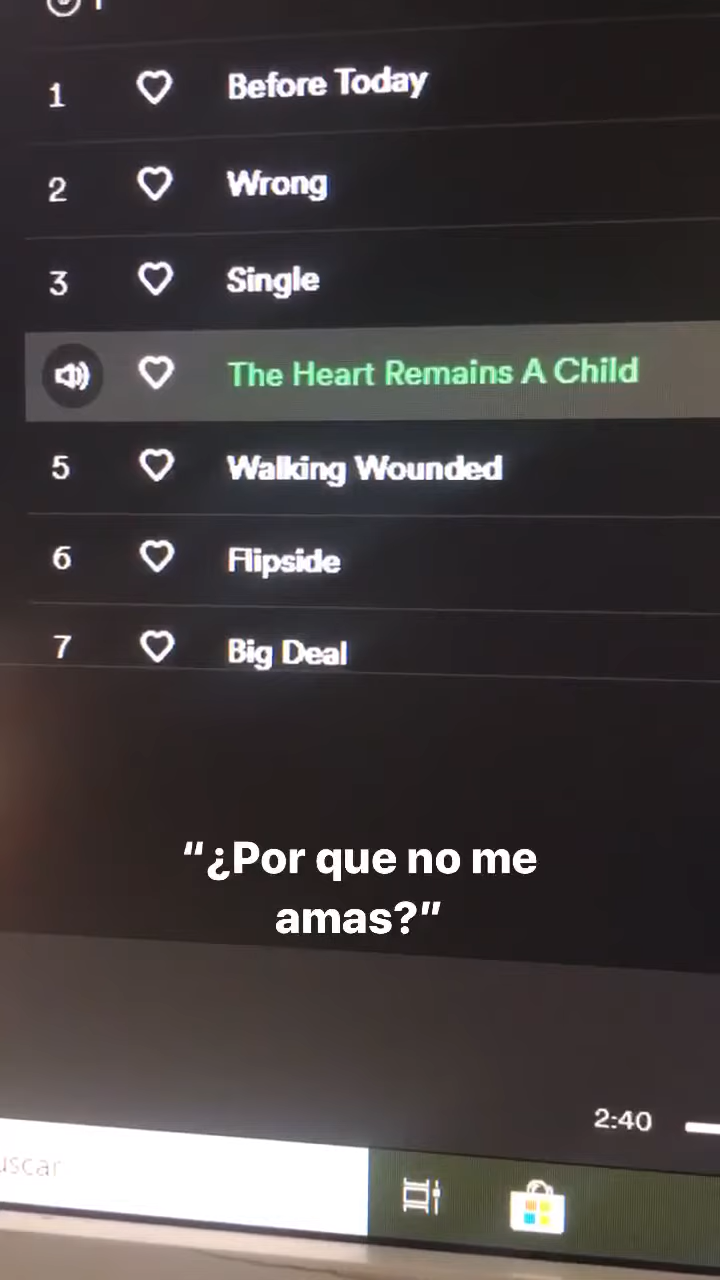 1 Before Today
2 Wrong
3 Single
The Heart Remains A Child
5 Walking Wounded
6 Flipside
7 Big Deal
"¿Por que no me
amas?"
2:40
uscar